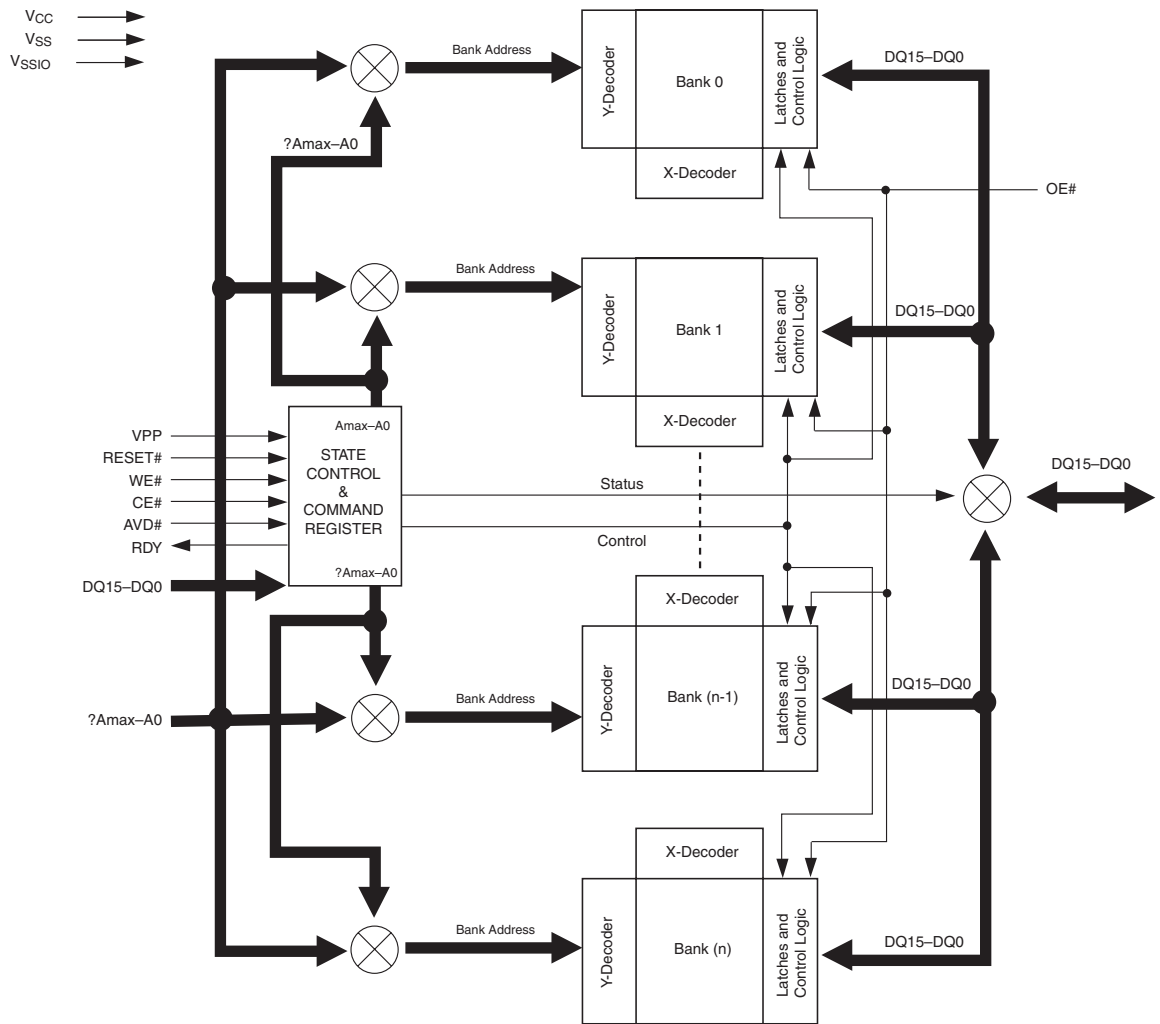 VCC
VSS
VSSIO
Bank Address
Y-Decoder
Bank 0
Latches and
Control Logic
DQ15–DQ0
?Amax–A0
X-Decoder
OE#
Bank Address
Y-Decoder
Bank 1
Latches and
Control Logic
DQ15–DQ0
X-Decoder
Amax–A0
STATE
CONTROL
&
COMMAND
REGISTER
?Amax–A0
VPP
RESET#
WE#
CE#
AVD#
RDY
DQ15–DQ0
Status
Control
DQ15–DQ0
X-Decoder
?Amax–A0
Bank Address
Y-Decoder
Bank (n-1)
Latches and
Control Logic
DQ15–DQ0
X-Decoder
Bank Address
Y-Decoder
Bank (n)
Latches and
Control Logic
DQ15–DQ0